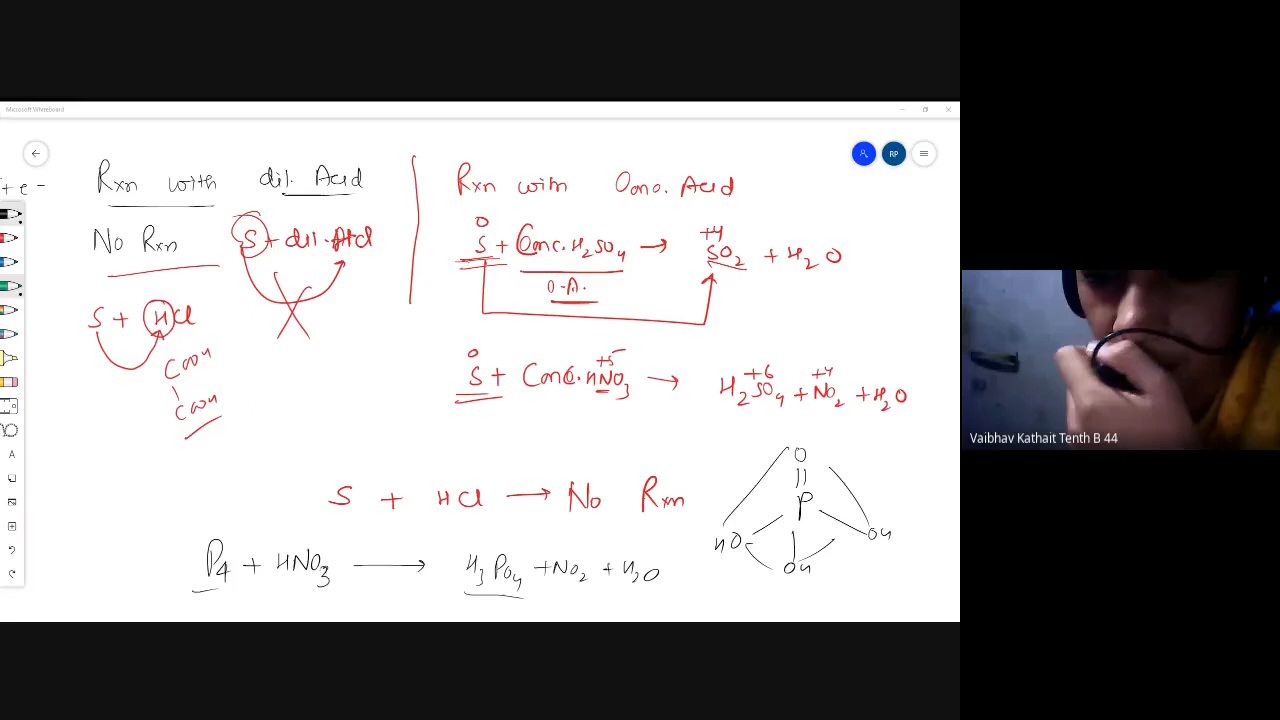 Microsoft Whiteboard
RP
+ e -
Rxn with dil. Acid
No Rxn S + dil. HCl
S + HCl
COOH
COOH
Rxn with Conc. Acid
0 +4
S + Conc. H2SO4 → SO2 + H2O
O.A.
0 +5 +6 +4
S + Conc. HNO3 → H2SO4 + NO2 + H2O
S + HCl → No Rxn
P4 + HNO3 → H3PO4 + NO2 + H2O
O
P
HO OH
OH
A
Vaibhav Kathait Tenth B 44